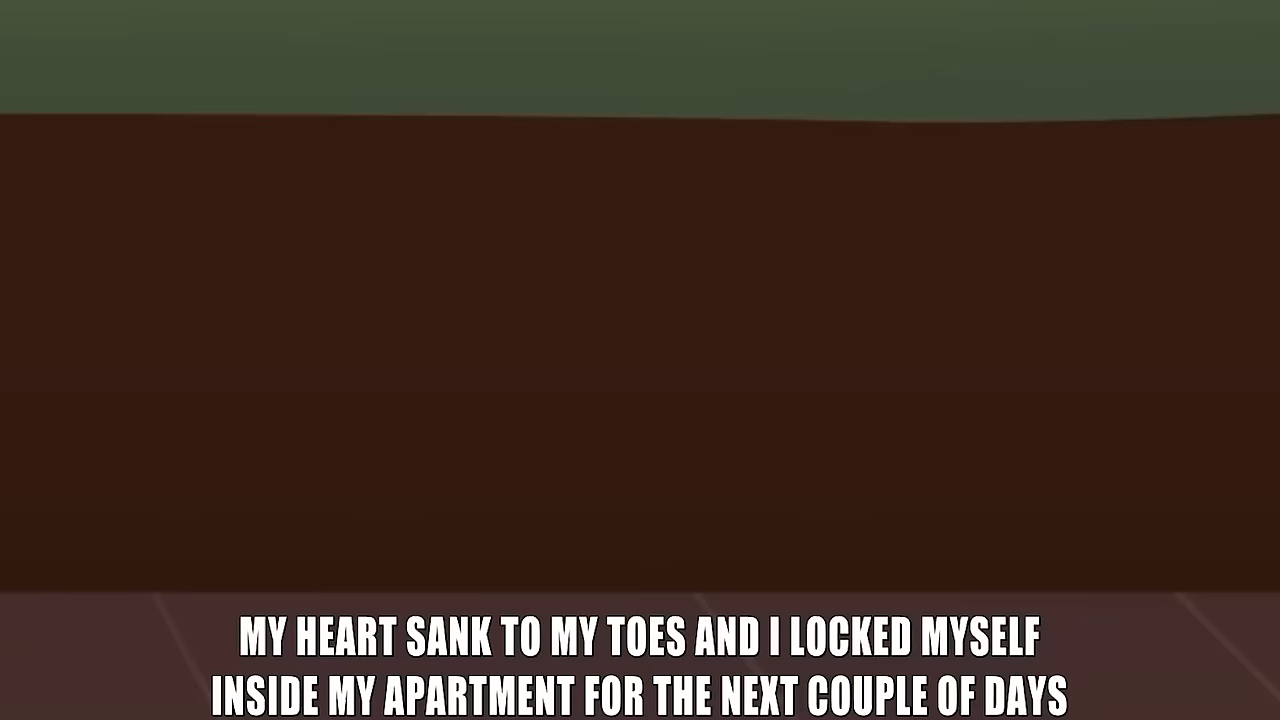 MY HEART SANK TO MY TOES AND I LOCKED MYSELF
INSIDE MY APARTMENT FOR THE NEXT COUPLE OF DAYS